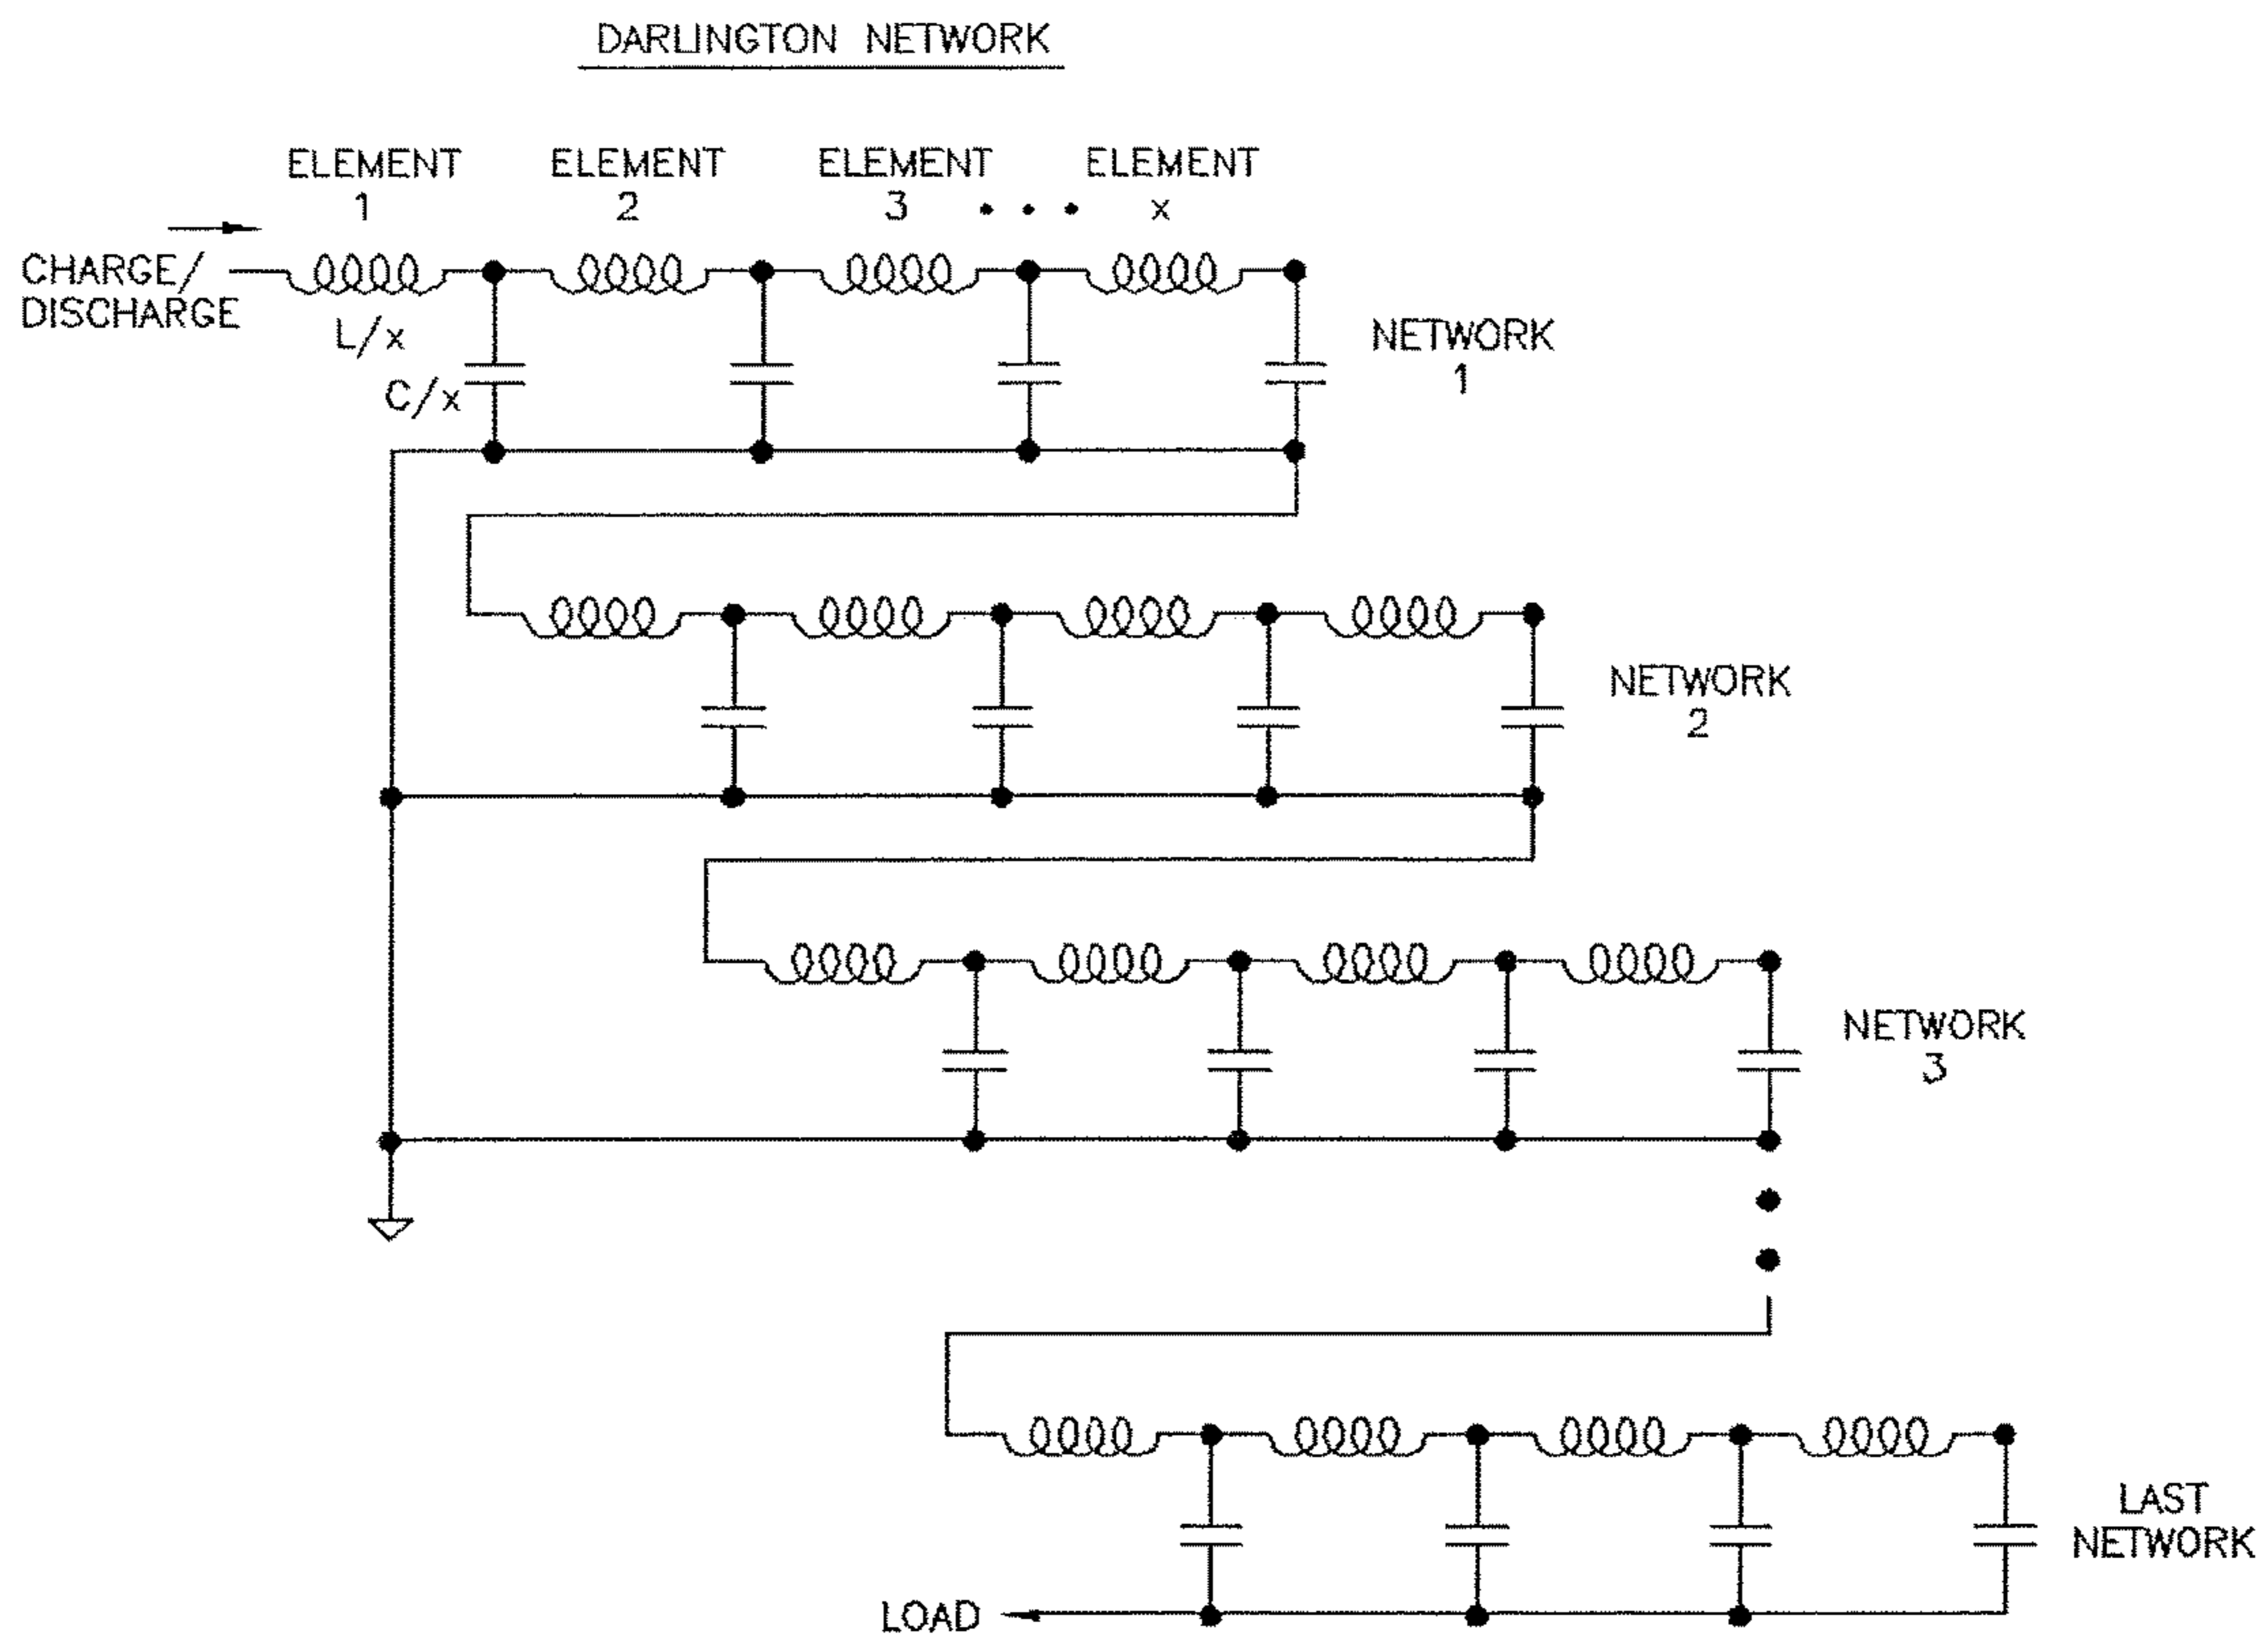 DARLINGTON NETWORK
ELEMENT 1
ELEMENT 2
ELEMENT 3 • • •
ELEMENT x
CHARGE/
DISCHARGE
L/x
C/x
NETWORK
1
NETWORK
2
NETWORK
3
LAST
NETWORK
LOAD